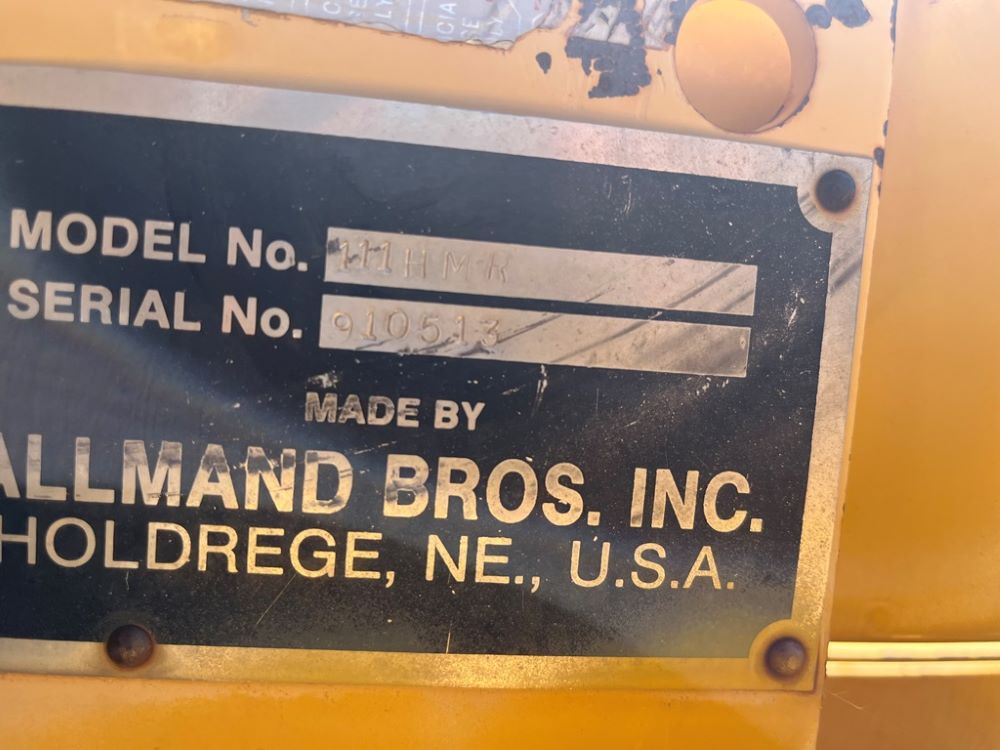 MODEL No. 111HMR
SERIAL No. 910513
MADE BY
ALLMAND BROS. INC.
HOLDREGE, NE., U.S.A.